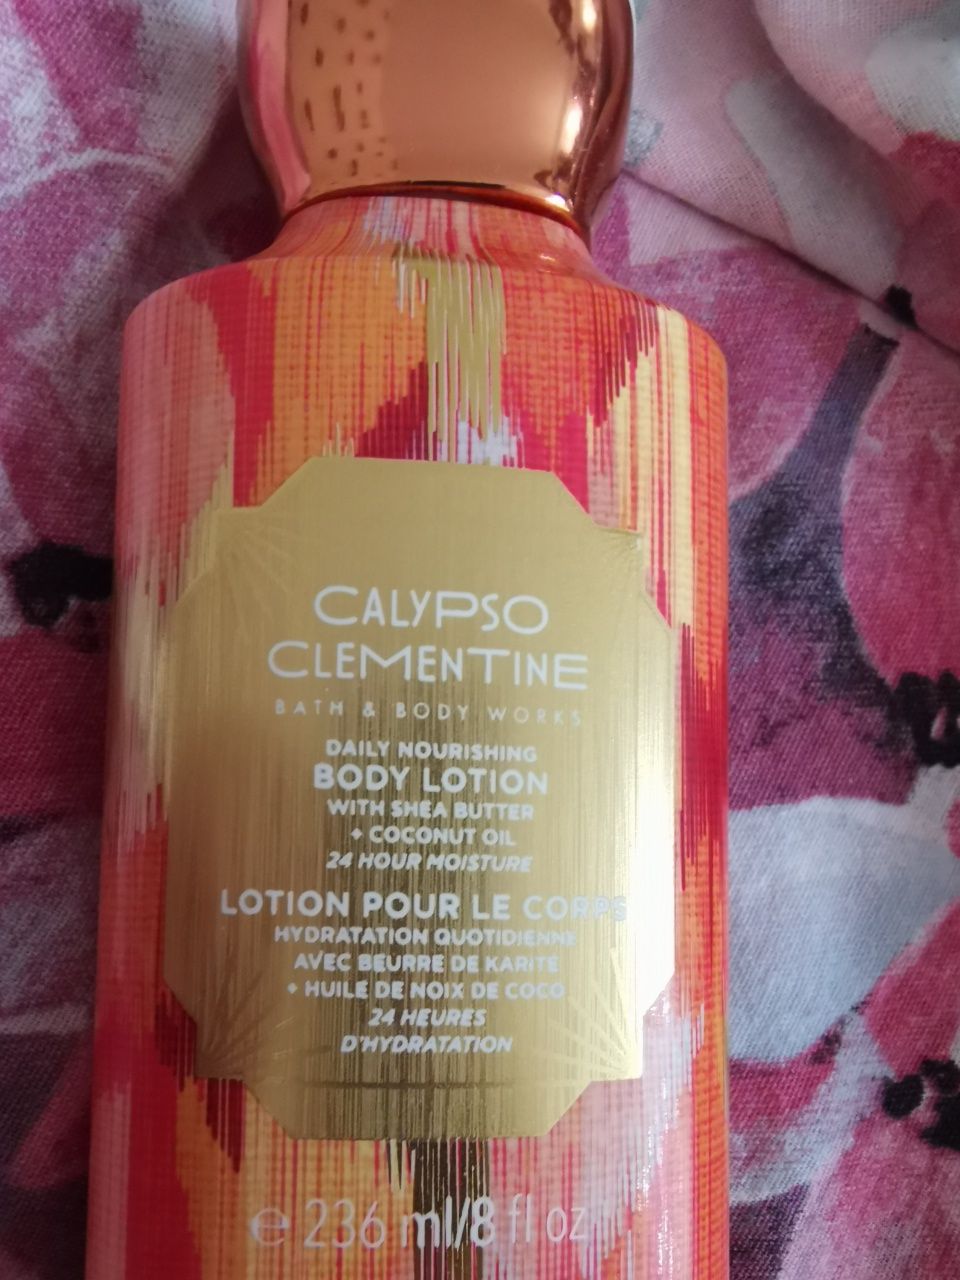 CALYPSO
CLEMENTINE
BATH & BODY WORKS
DAILY NOURISHING
BODY LOTION
WITH SHEA BUTTER
+ COCONUT OIL
24 HOUR MOISTURE
LOTION POUR LE CORPS
HYDRATATION QUOTIDIENNE
AVEC BEURRE DE KARITÉ
+ HUILE DE NOIX DE COCO
24 HEURES
D'HYDRATATION
℮ 236 ml/8 fl oz